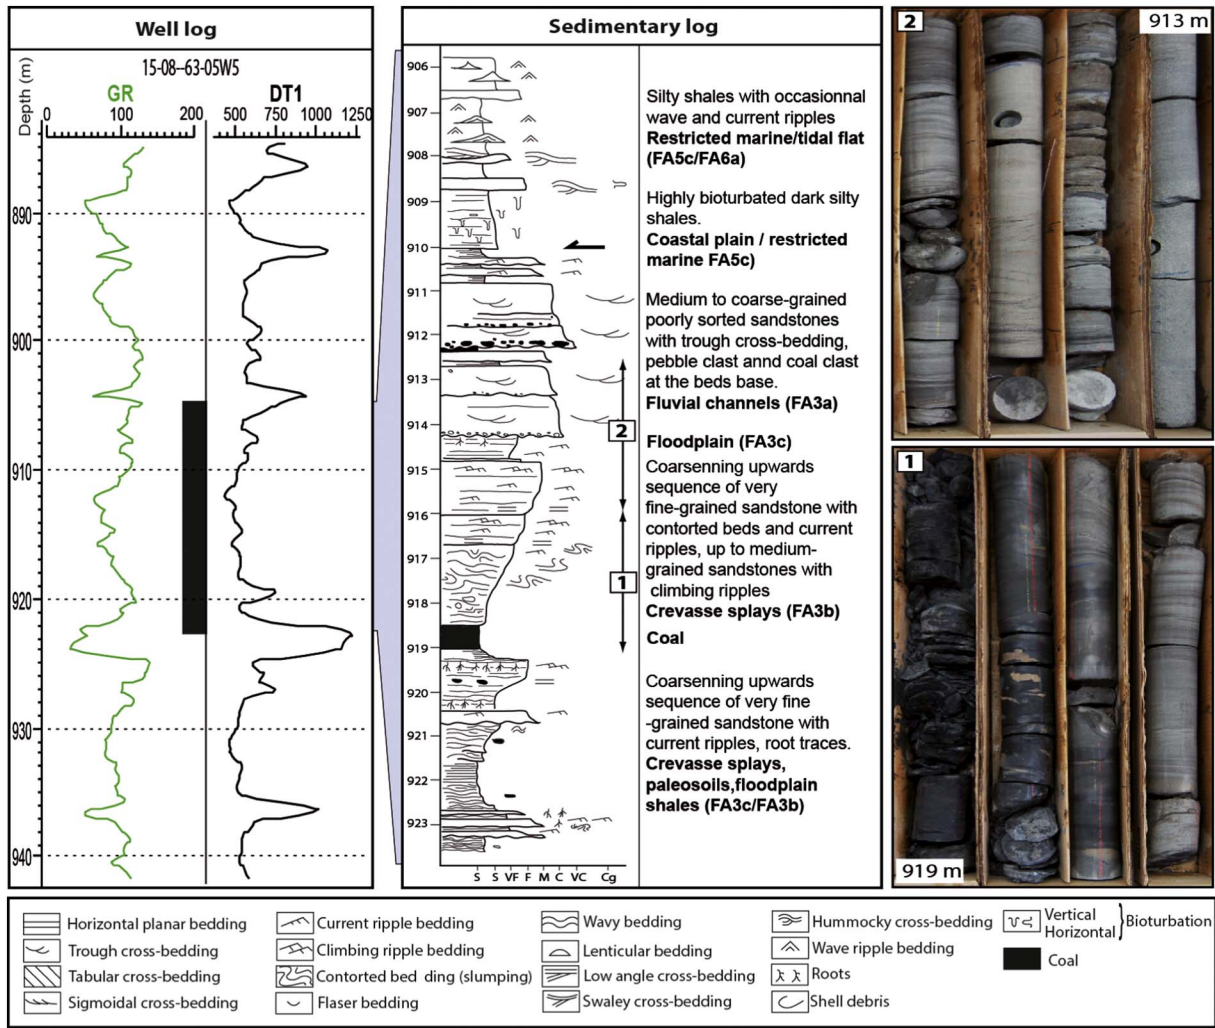 Well log
15-08--63-05W5
Depth (m)
GR
DT1
0 100 200
500 750 1000 1250
890
900
910
920
930
940
Sedimentary log
906
907
908
909
910
911
912
913
914
915
916
917
918
919
920
921
922
923
S S VF F M C VC Cg
2
1
Silty shales with occasionnal
wave and current ripples
Restricted marine/tidal flat
(FA5c/FA6a)
Highly bioturbated dark silty
shales.
Coastal plain / restricted
marine FA5c)
Medium to coarse-grained
poorly sorted sandstones
with trough cross-bedding,
pebble clast annd coal clast
at the beds base.
Fluvial channels (FA3a)
Floodplain (FA3c)
Coarsenning upwards
sequence of very
fine-grained sandstone with
contorted beds and current
ripples, up to medium-
grained sandstones with
climbing ripples
Crevasse splays (FA3b)
Coal
Coarsenning upwards
sequence of very fine
-grained sandstone with
current ripples, root traces.
Crevasse splays,
paleosoils,floodplain
shales (FA3c/FA3b)
2
913 m
1
919 m
Horizontal planar bedding
Trough cross-bedding
Tabular cross-bedding
Sigmoidal cross-bedding
Current ripple bedding
Climbing ripple bedding
Contorted bed ding (slumping)
Flaser bedding
Wavy bedding
Lenticular bedding
Low angle cross-bedding
Swaley cross-bedding
Hummocky cross-bedding
Wave ripple bedding
Roots
Shell debris
Vertical
Horizontal
Bioturbation
Coal